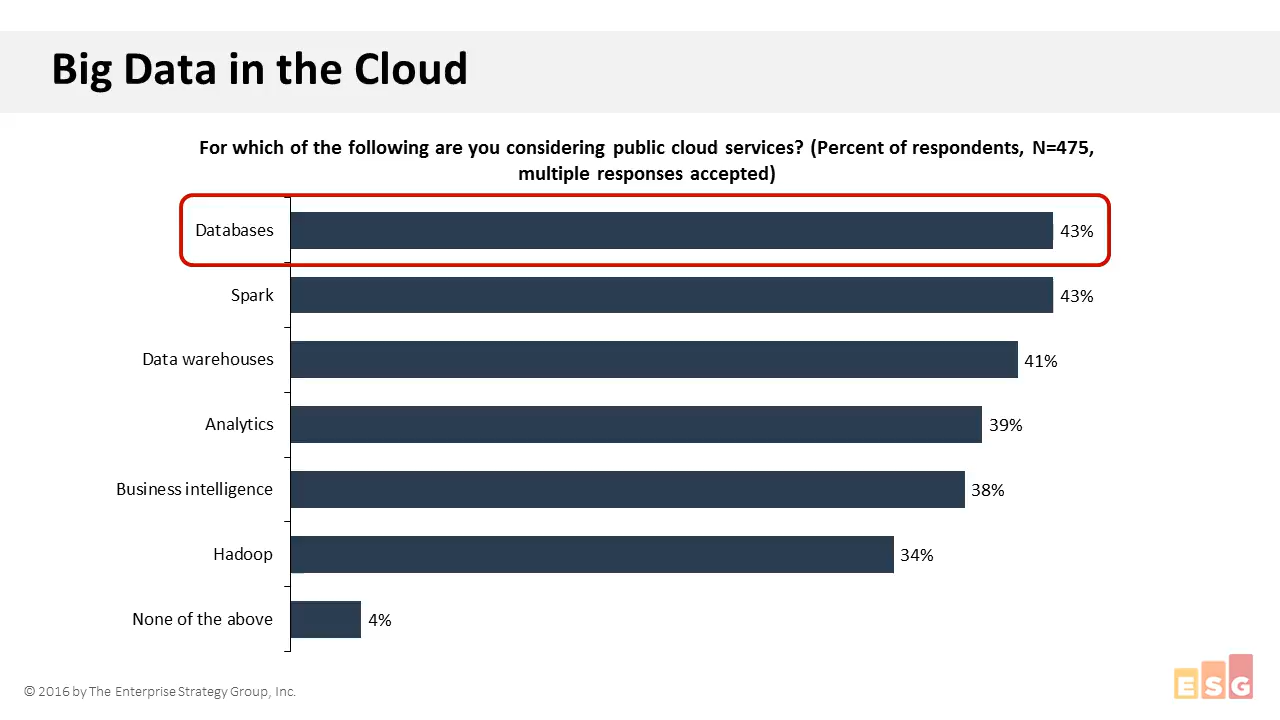 Big Data in the Cloud
For which of the following are you considering public cloud services? (Percent of respondents, N=475,
multiple responses accepted)
Databases 43%
Spark 43%
Data warehouses 41%
Analytics 39%
Business intelligence 38%
Hadoop 34%
None of the above 4%
© 2016 by The Enterprise Strategy Group, Inc.
ESG